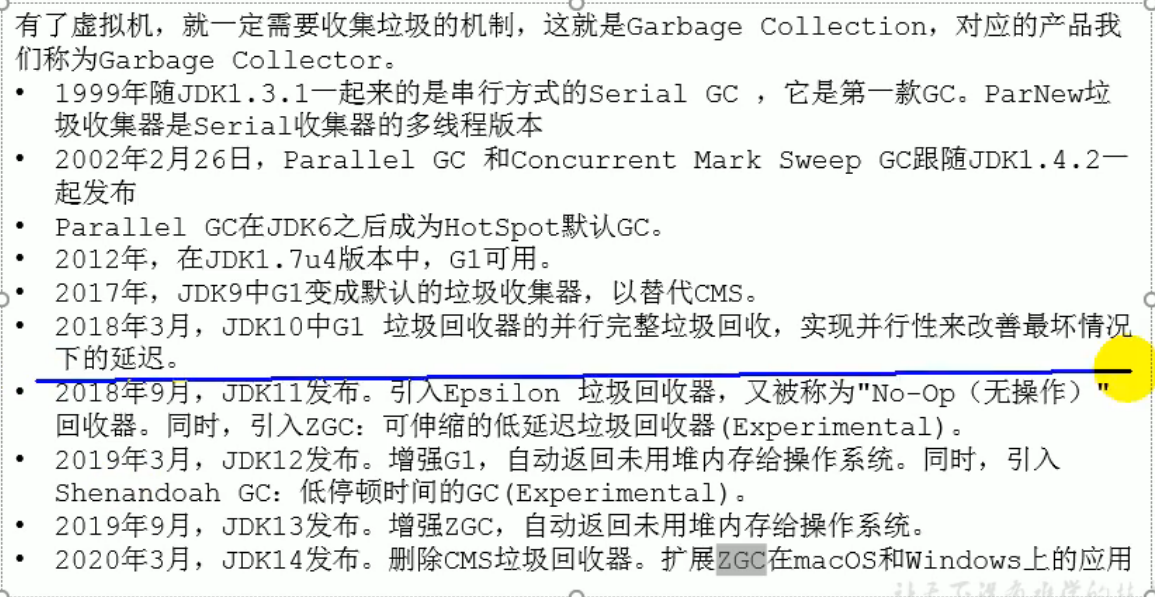 有了虚拟机，就一定需要收集垃圾的机制，这就是Garbage Collection，对应的产品我
们称为Garbage Collector。
• 1999年随JDK1.3.1一起来的是串行方式的Serial GC ，它是第一款GC。ParNew垃
圾收集器是Serial收集器的多线程版本
• 2002年2月26日，Parallel GC 和Concurrent Mark Sweep GC跟随JDK1.4.2一
起发布
• Parallel GC在JDK6之后成为HotSpot默认GC。
• 2012年，在JDK1.7u4版本中，G1可用。
• 2017年，JDK9中G1变成默认的垃圾收集器，以替代CMS。
• 2018年3月，JDK10中G1 垃圾回收器的并行完整垃圾回收，实现并行性来改善最坏情况
下的延迟。
• 2018年9月，JDK11发布。引入Epsilon 垃圾回收器，又被称为"No-Op（无操作）"
回收器。同时，引入ZGC：可伸缩的低延迟垃圾回收器(Experimental)。
• 2019年3月，JDK12发布。增强G1，自动返回未用堆内存给操作系统。同时，引入
Shenandoah GC：低停顿时间的GC(Experimental)。
• 2019年9月，JDK13发布。增强ZGC，自动返回未用堆内存给操作系统。
• 2020年3月，JDK14发布。删除CMS垃圾回收器。扩展ZGC在macOS和Windows上的应用